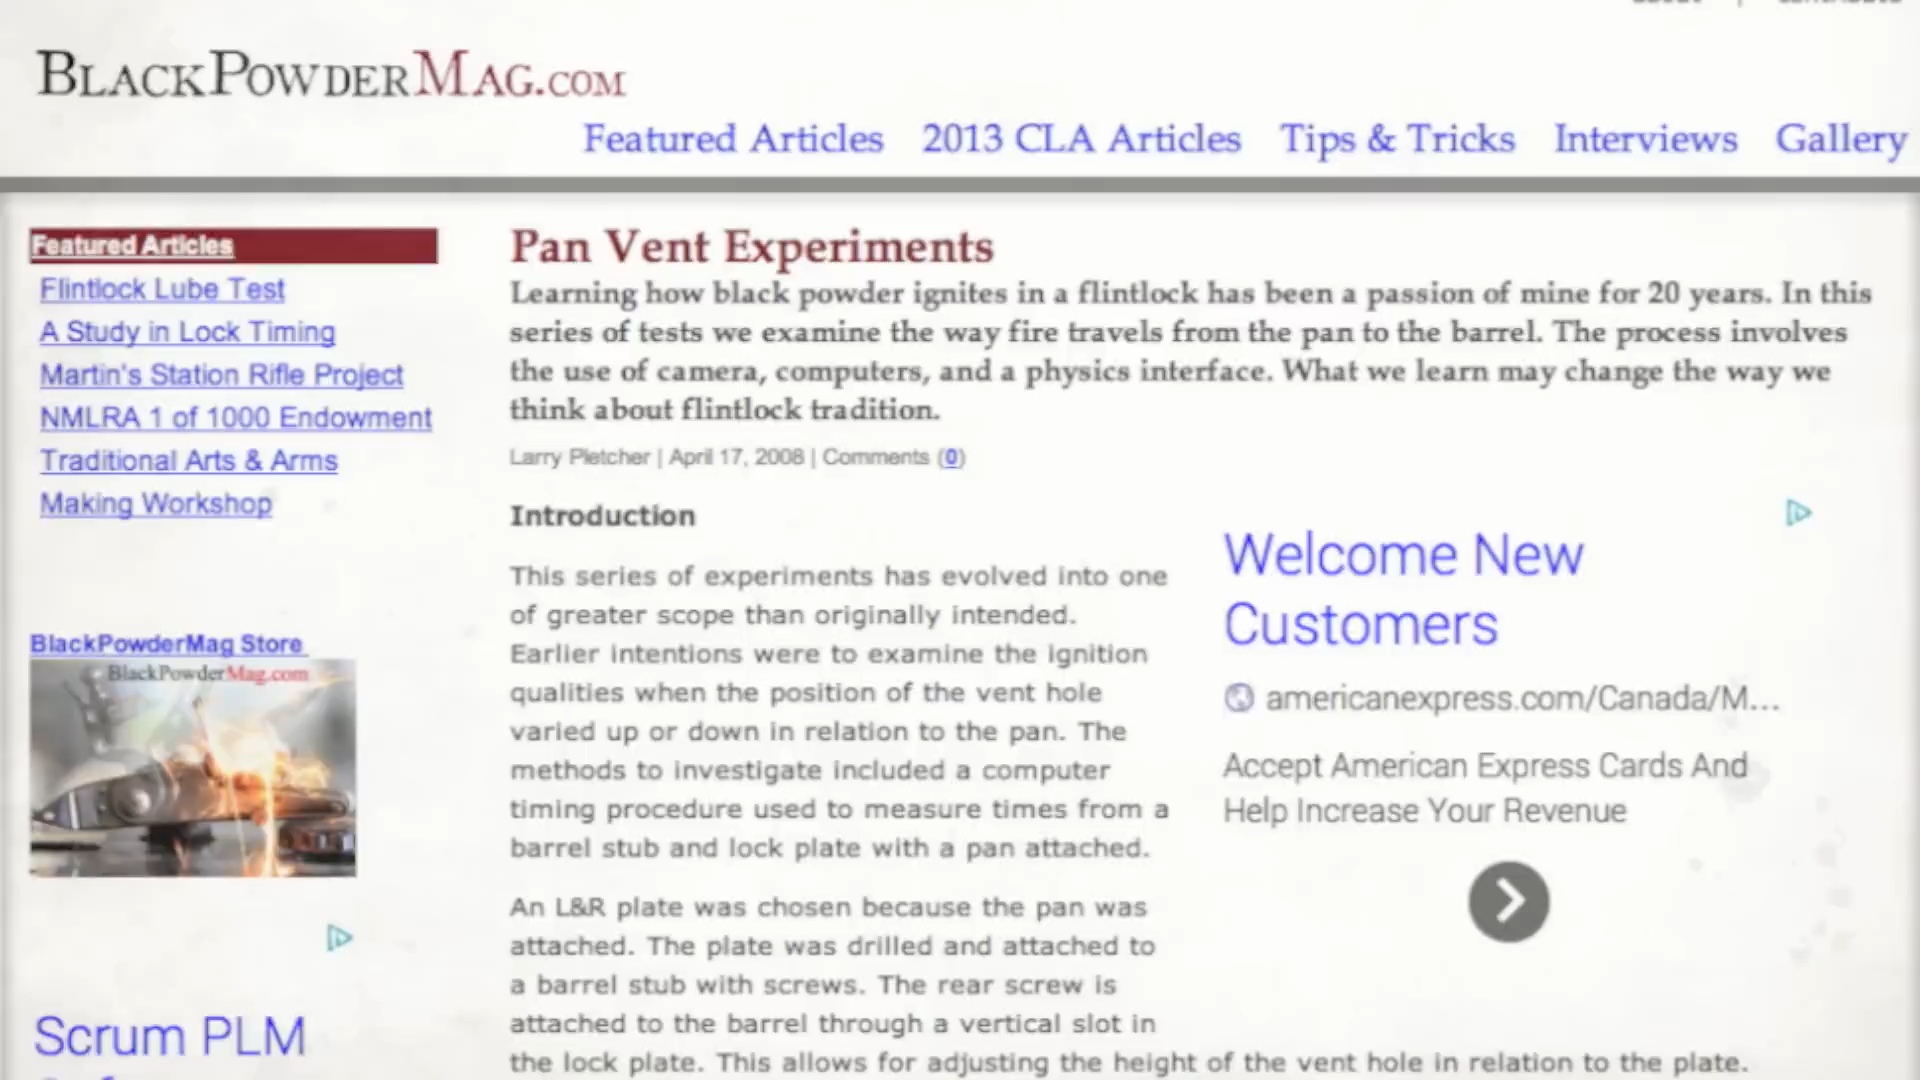 BLACKPOWDERMAG.COM
Featured Articles 2013 CLA Articles Tips & Tricks Interviews Gallery
Featured Articles
Flintlock Lube Test
A Study in Lock Timing
Martin's Station Rifle Project
NMLRA 1 of 1000 Endowment
Traditional Arts & Arms
Making Workshop
BlackPowderMag Store
BlackPowderMag.com
Scrum PLM
Pan Vent Experiments
Learning how black powder ignites in a flintlock has been a passion of mine for 20 years. In this
series of tests we examine the way fire travels from the pan to the barrel. The process involves
the use of camera, computers, and a physics interface. What we learn may change the way we
think about flintlock tradition.
Larry Pletcher | April 17, 2008 | Comments (0)
Introduction
This series of experiments has evolved into one
of greater scope than originally intended.
Earlier intentions were to examine the ignition
qualities when the position of the vent hole
varied up or down in relation to the pan. The
methods to investigate included a computer
timing procedure used to measure times from a
barrel stub and lock plate with a pan attached.
An L&R plate was chosen because the pan was
attached. The plate was drilled and attached to
a barrel stub with screws. The rear screw is
attached to the barrel through a vertical slot in
the lock plate. This allows for adjusting the height of the vent hole in relation to the plate.
Welcome New
Customers
americanexpress.com/Canada/M...
Accept American Express Cards And
Help Increase Your Revenue